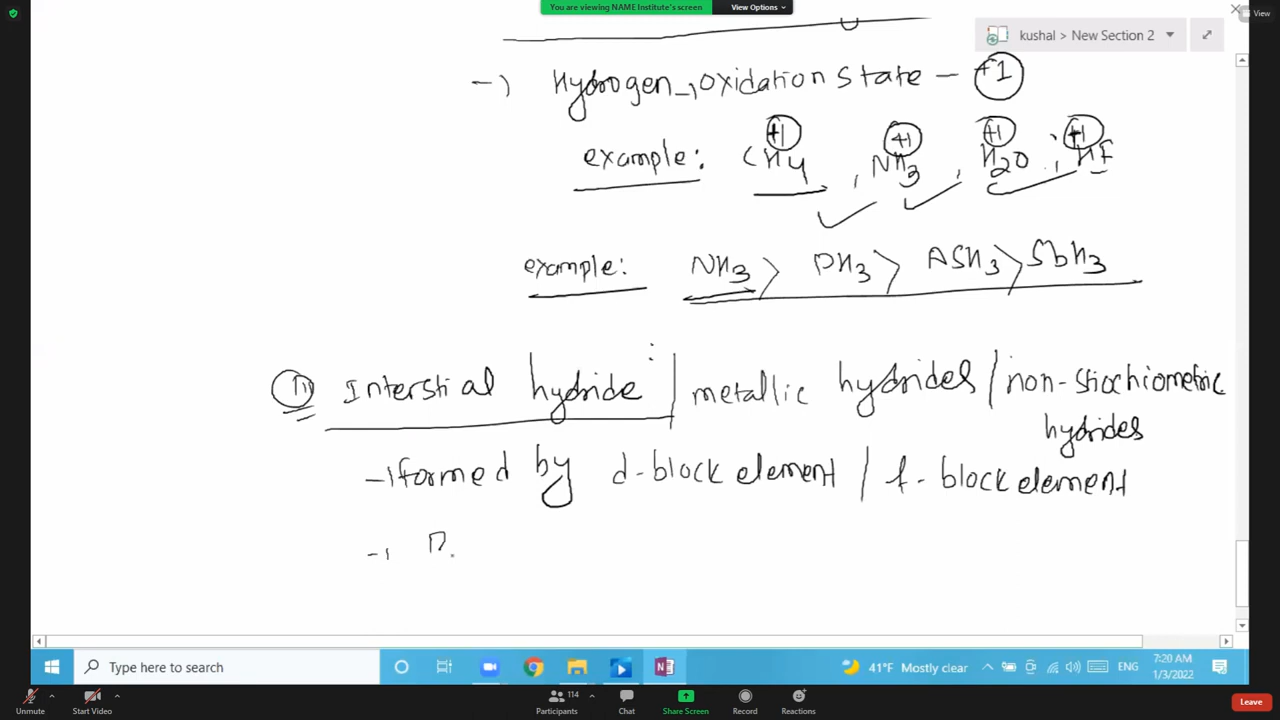 You are viewing NAME Institute's screen View Options
View
kushal > New Section 2
-) Hydrogen -, oxidation State - +1
+1 +1 +1 +1
example: CH4, NH3, H2O, HF
example: NH3 > PH3 > ASH3 > SbH3
(11) Interstial hydride: / metallic hydrides / non-stiochiometric
hydrides
-, formed by d-block element / f-block element
-,
Type here to search
41°F Mostly clear
ENG
7:20 AM
1/3/2022
Unmute
Start Video
114
Participants
Chat
Share Screen
Record
Reactions
Leave